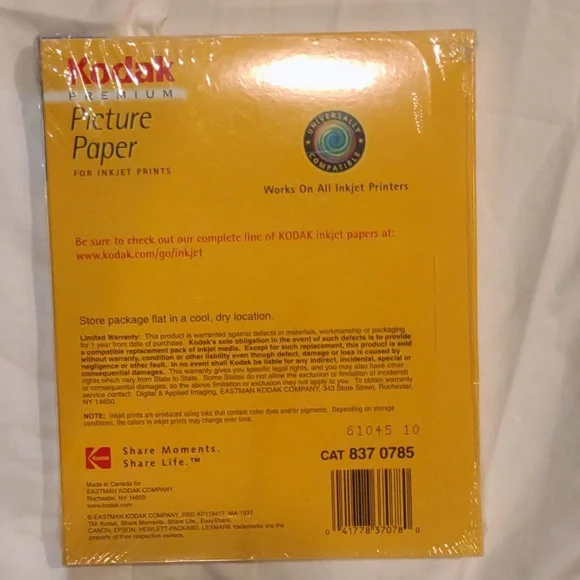 Kodak
PREMIUM
Picture
Paper
FOR INKJET PRINTS
UNIVERSALLY
COMPATIBLE
Works On All Inkjet Printers
Be sure to check out our complete line of KODAK inkjet papers at:
www.kodak.com/go/inkjet
Store package flat in a cool, dry location.
Limited Warranty: This product is warranted against defects in materials, workmanship or packaging
for 1 year from date of purchase. Kodak's sole obligation in the event of such defects is to provide
a compatible replacement pack of inkjet media. Except for such replacement, this product is sold
without warranty, condition or other liability even though defect, damage or loss is caused by
negligence or other fault. In no event shall Kodak be liable for any indirect, incidental, special or
consequential damages. This warranty gives you specific legal rights, and you may also have other
rights which vary from State to State. Some States do not allow the exclusion or limitation of incidental
or consequential damages, so the above limitation or exclusion may not apply to you. To obtain warranty
service contact: Digital & Applied Imaging, EASTMAN KODAK COMPANY, 343 State Street, Rochester,
NY 14650
NOTE: Inkjet prints are produced using inks that contain color dyes and/or pigments. Depending on storage
conditions, the colors in inkjet prints may change over time.
61045 10
Kodak
Share Moments.
Share Life.™
CAT 837 0785
Made in Canada for
EASTMAN KODAK COMPANY
Rochester, NY 14650
© EASTMAN KODAK COMPANY, 2002
TM: Kodak, Share Moments. Share Life., EasyShare.
CANON, EPSON, HEWLETT-PACKARD, LEXMARK trademarks are the
property of their respective owners.
0 41778 37078 8